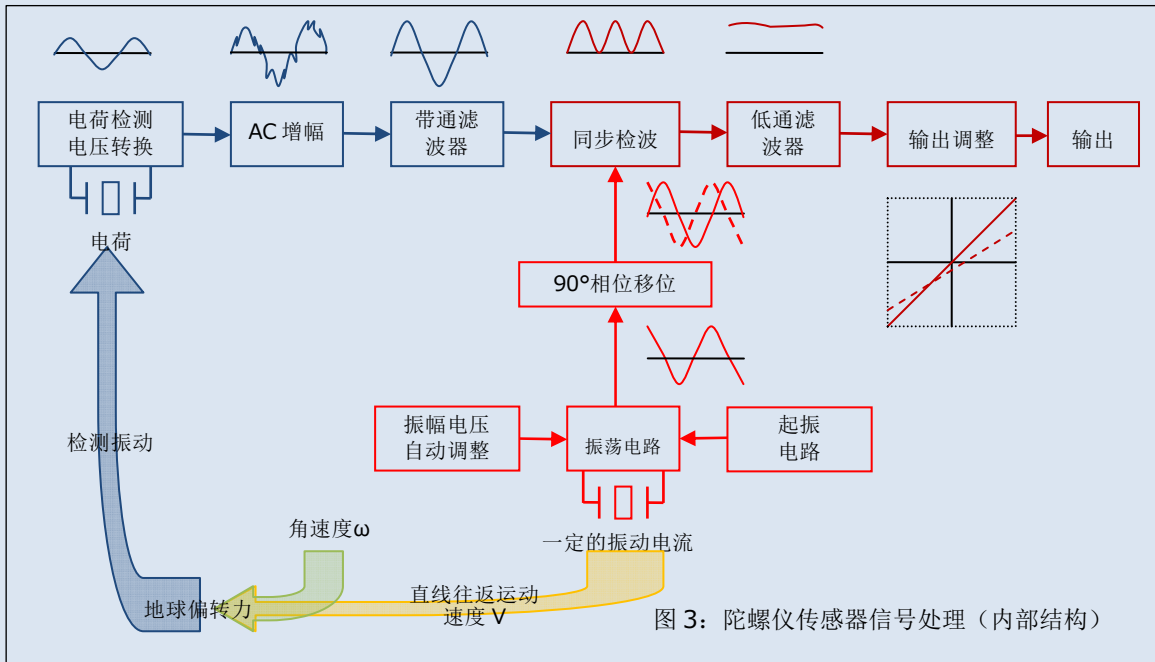 电荷检测
电压转换
AC 增幅
带通滤
波器
同步检波
低通滤
波器
输出调整
输出
电荷
90°相位移位
检测振动
振幅电压
自动调整
振荡电路
起振
电路
角速度ω
一定的振动电流
地球偏转力
直线往返运动
速度 V
图 3：陀螺仪传感器信号处理（内部结构）